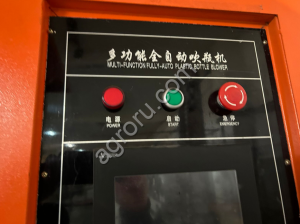 多功能全自动吹瓶机
MULTI-FUNCTION FULLY-AUTO PLASTIC BOTTLE BLOWER
电源 启动 急停
POWER START EMERGENCY
agroru.com